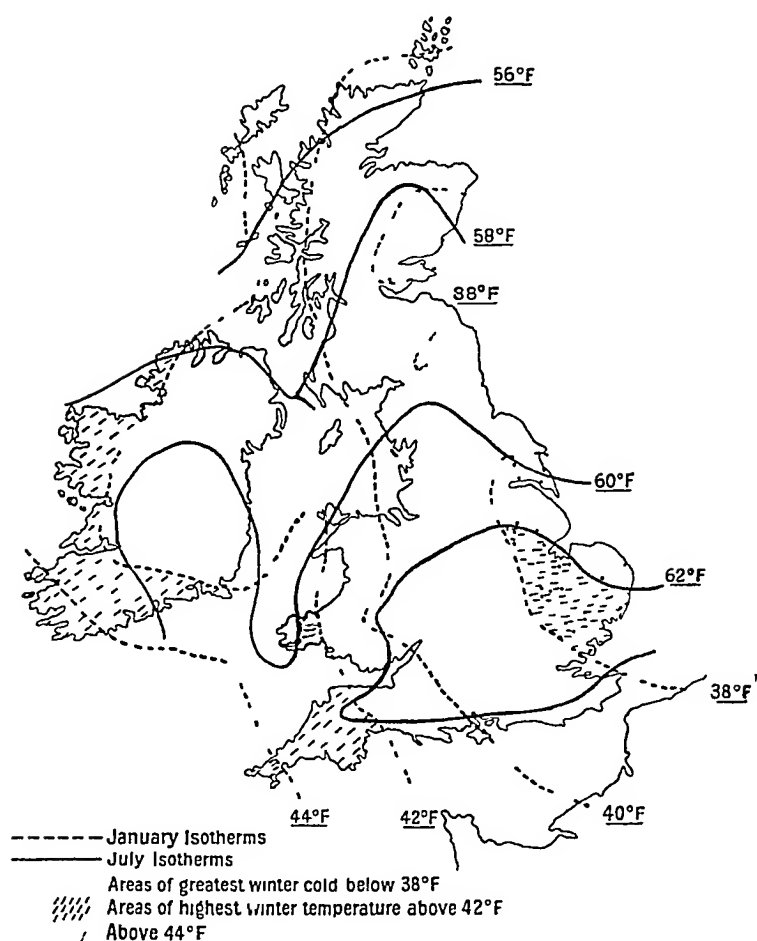 56°F
58°F
88°F
60°F
62°F
38°F
44°F
42°F
40°F
January Isotherms
July Isotherms
Areas of greatest winter cold below 38°F
Areas of highest winter temperature above 42°F
Above 44°F